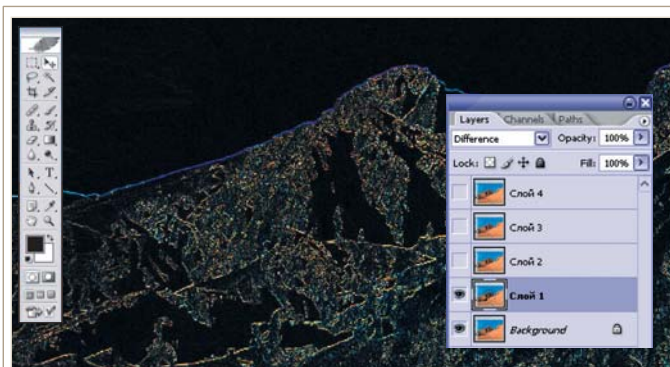 Layers Channels Paths
Difference Opacity: 100%
Lock: Fill: 100%
Слой 4
Слой 3
Слой 2
Слой 1
Background